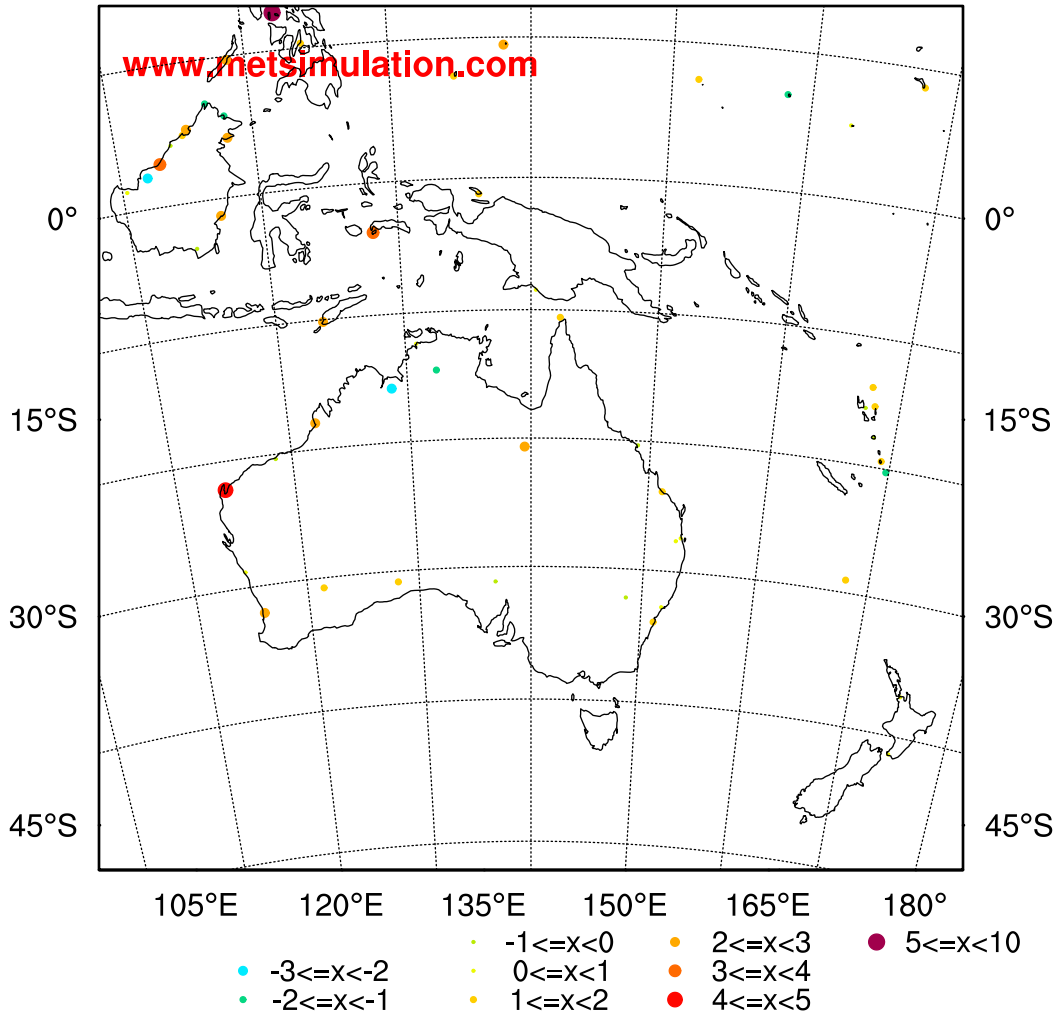 www.metsimulation.com
0° 0°
15°S 15°S
30°S 30°S
45°S 45°S
105°E 120°E 135°E 150°E 165°E 180°
-1<=x<0 2<=x<3 5<=x<10
-3<=x<-2 0<=x<1 3<=x<4
-2<=x<-1 1<=x<2 4<=x<5